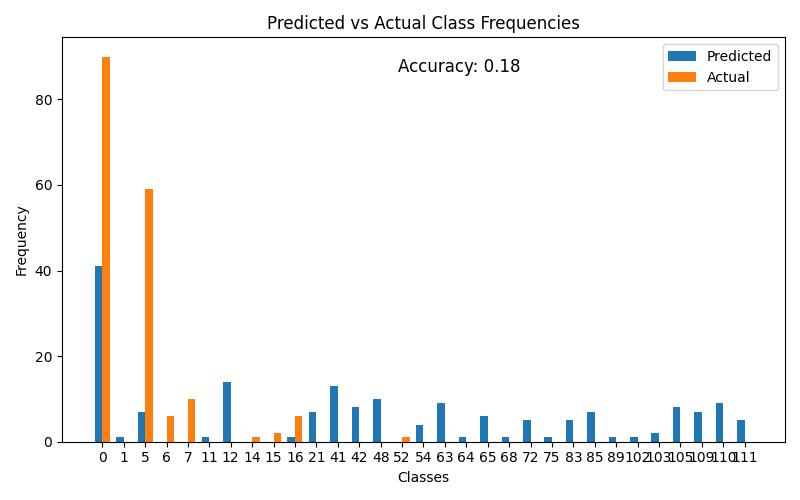 Predicted vs Actual Class Frequencies
Accuracy: 0.18
Predicted
Actual
Frequency
80
60
40
20
0
0 1 5 6 7 11 12 14 15 16 21 41 42 48 52 54 63 64 65 68 72 75 83 85 89 102 103 105 109 110 111
Classes